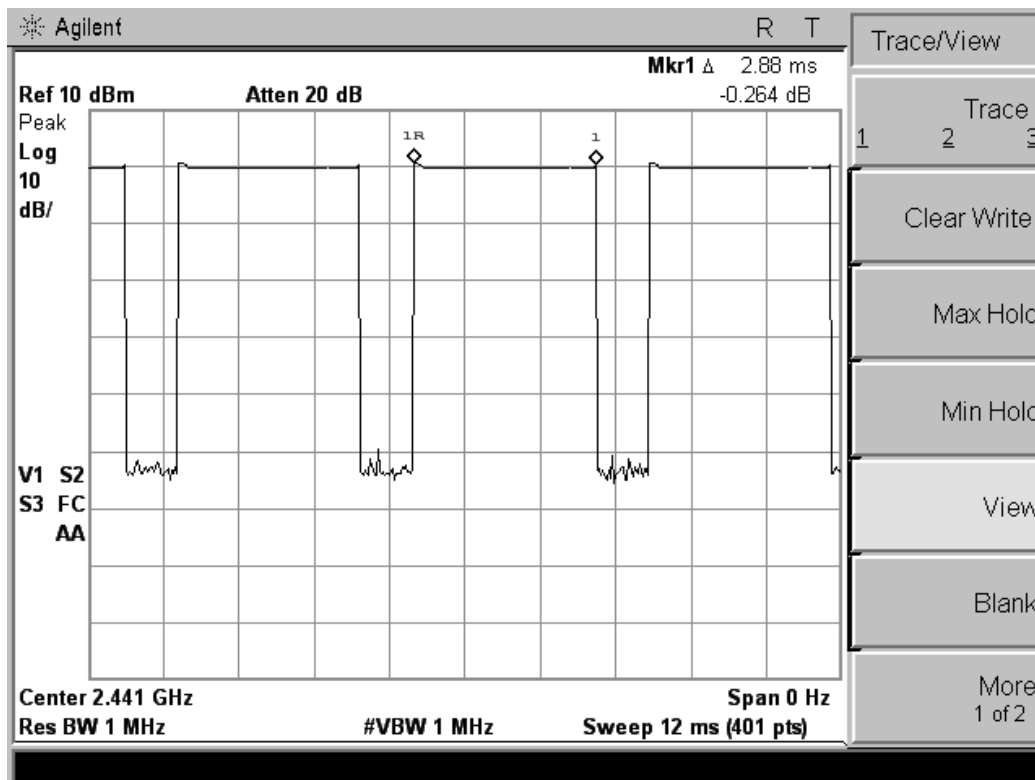 Agilent R T
Mkr1 Δ 2.88 ms
Ref 10 dBm Atten 20 dB -0.264 dB
Peak
Log
10
dB/
1R
1
V1 S2
S3 FC
AA
Center 2.441 GHz Span 0 Hz
Res BW 1 MHz #VBW 1 MHz Sweep 12 ms (401 pts)
Trace/View
Trace
1 2 3
Clear Write
Max Hold
Min Hold
View
Blank
More
1 of 2